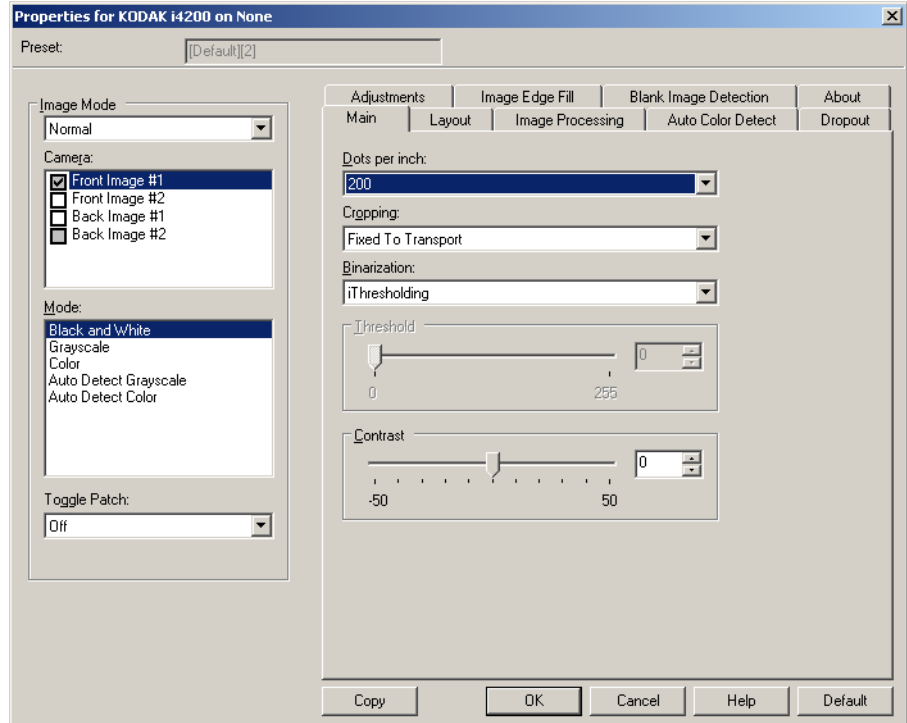 Properties for KODAK i4200 on None
Preset:
[Default][2]
Image Mode
Normal
Camera:
Front Image #1
Front Image #2
Back Image #1
Back Image #2
Mode:
Black and White
Grayscale
Color
Auto Detect Grayscale
Auto Detect Color
Toggle Patch:
Off
Adjustments
Image Edge Fill
Blank Image Detection
About
Main
Layout
Image Processing
Auto Color Detect
Dropout
Dots per inch:
200
Cropping:
Fixed To Transport
Binarization:
iThresholding
Threshold
0
0
255
Contrast
0
-50
50
Copy
OK
Cancel
Help
Default